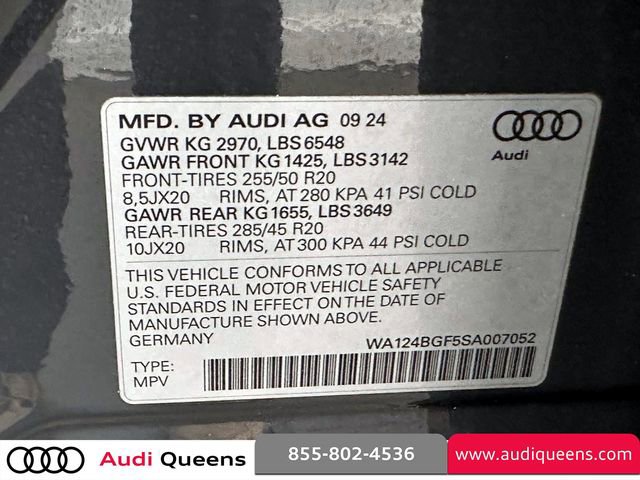 MFD. BY AUDI AG 09 24
GVWR KG 2970, LBS 6548
GAWR FRONT KG 1425, LBS 3142
FRONT-TIRES 255/50 R20
8,5JX20 RIMS, AT 280 KPA 41 PSI COLD
GAWR REAR KG 1655, LBS 3649
REAR-TIRES 285/45 R20
10JX20 RIMS, AT 300 KPA 44 PSI COLD
Audi
THIS VEHICLE CONFORMS TO ALL APPLICABLE
U.S. FEDERAL MOTOR VEHICLE SAFETY
STANDARDS IN EFFECT ON THE DATE OF
MANUFACTURE SHOWN ABOVE.
GERMANY
WA124BGF5SA007052
TYPE:
MPV
Audi Queens
855-802-4536
www.audiqueens.com